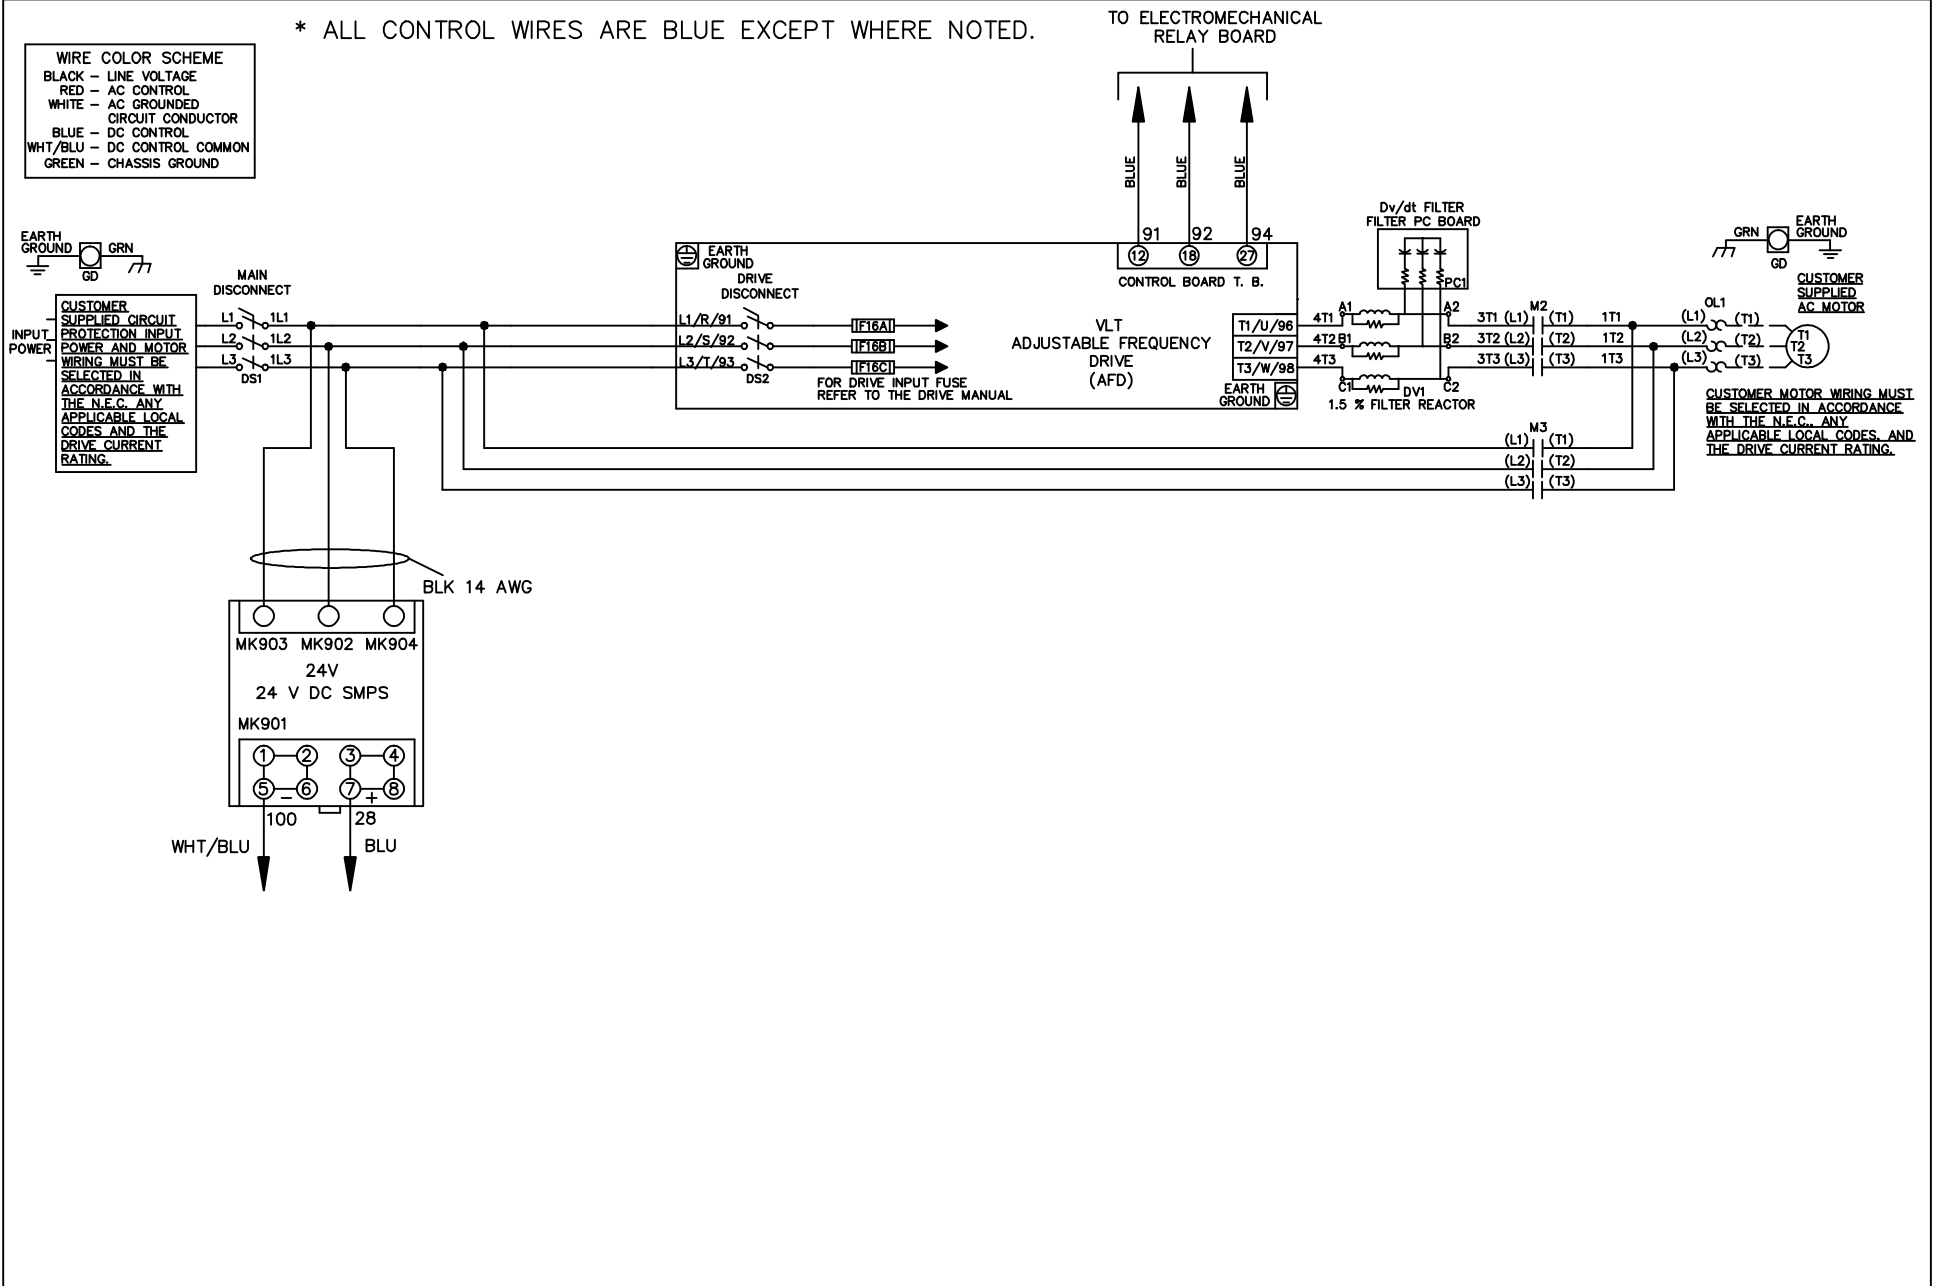 * ALL CONTROL WIRES ARE BLUE EXCEPT WHERE NOTED.
TO ELECTROMECHANICAL
RELAY BOARD
WIRE COLOR SCHEME
BLACK – LINE VOLTAGE
RED – AC CONTROL
WHITE – AC GROUNDED
CIRCUIT CONDUCTOR
BLUE – DC CONTROL
WHT/BLU – DC CONTROL COMMON
GREEN – CHASSIS GROUND
BLUE
BLUE
BLUE
91 92 94
12 18 27
CONTROL BOARD T. B.
EARTH
GROUND
GRN
GD
MAIN
DISCONNECT
INPUT
POWER
CUSTOMER
SUPPLIED CIRCUIT
PROTECTION INPUT
POWER AND MOTOR
WIRING MUST BE
SELECTED IN
ACCORDANCE WITH
THE N.E.C. ANY
APPLICABLE LOCAL
CODES AND THE
DRIVE CURRENT
RATING.
L1 1L1
L2 1L2
L3 1L3
DS1
EARTH
GROUND
DRIVE
DISCONNECT
L1/R/91
L2/S/92
L3/T/93
DS2
F16A
F16B
F16C
FOR DRIVE INPUT FUSE
REFER TO THE DRIVE MANUAL
VLT
ADJUSTABLE FREQUENCY
DRIVE
(AFD)
T1/U/96
T2/V/97
T3/W/98
EARTH
GROUND
Dv/dt FILTER
FILTER PC BOARD
PC1
4T1 A1 A2
4T2 B1 B2
4T3 C1 C2
DV1
1.5 % FILTER REACTOR
M2
3T1 (L1) (T1) 1T1
3T2 (L2) (T2) 1T2
3T3 (L3) (T3) 1T3
M3
(L1) (T1)
(L2) (T2)
(L3) (T3)
GRN
EARTH
GROUND
GD
CUSTOMER
SUPPLIED
AC MOTOR
OL1
(L1) (T1) T1
(L2) (T2) T2
(L3) (T3) T3
CUSTOMER MOTOR WIRING MUST
BE SELECTED IN ACCORDANCE
WITH THE N.E.C., ANY
APPLICABLE LOCAL CODES, AND
THE DRIVE CURRENT RATING.
BLK 14 AWG
MK903 MK902 MK904
24V
24 V DC SMPS
MK901
1 2 3 4
5 – 6 7 + 8
100 28
WHT/BLU BLU